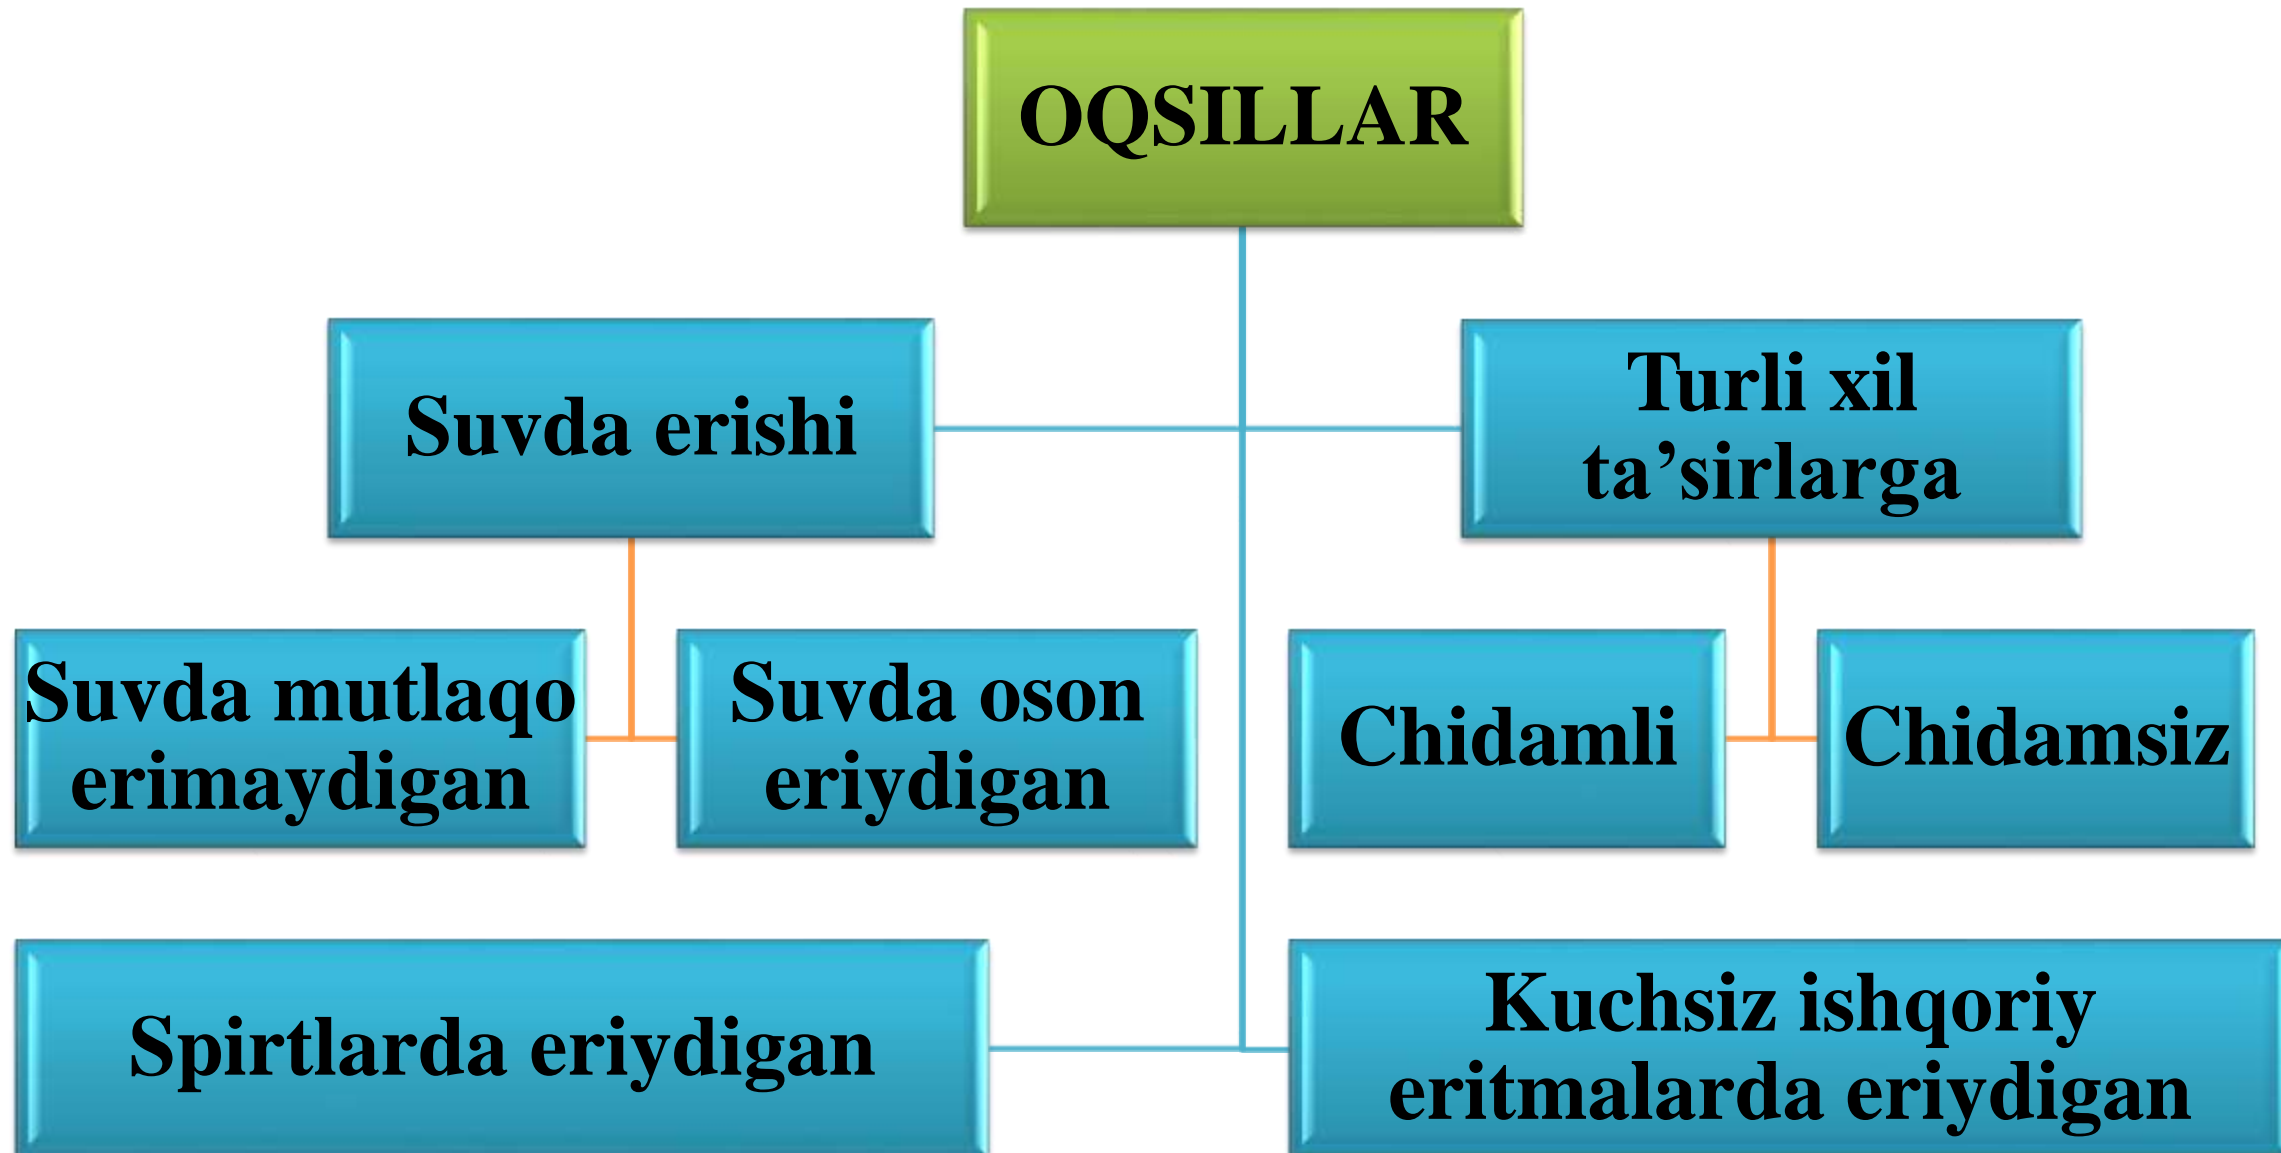 OQSILLAR
Suvda erishi
Turli xil
ta’sirlarga
Suvda mutlaqo
erimaydigan
Suvda oson
eriydigan
Chidamli
Chidamsiz
Spirtlarda eriydigan
Kuchsiz ishqoriy
eritmalarda eriydigan